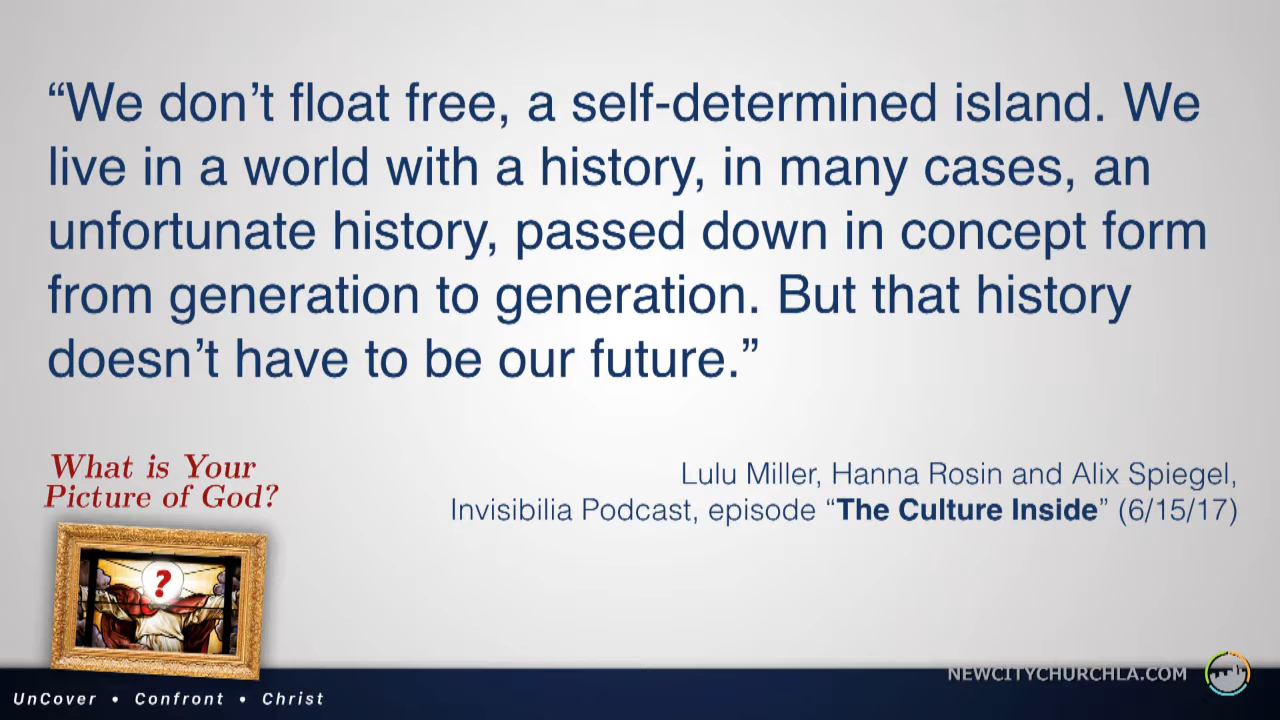 “We don’t float free, a self-determined island. We
live in a world with a history, in many cases, an
unfortunate history, passed down in concept form
from generation to generation. But that history
doesn’t have to be our future.”
What is Your
Picture of God?
Lulu Miller, Hanna Rosin and Alix Spiegel,
Invisibilia Podcast, episode “The Culture Inside” (6/15/17)
?
NEWCITYCHURCHLA.COM
UnCover • Confront • Christ